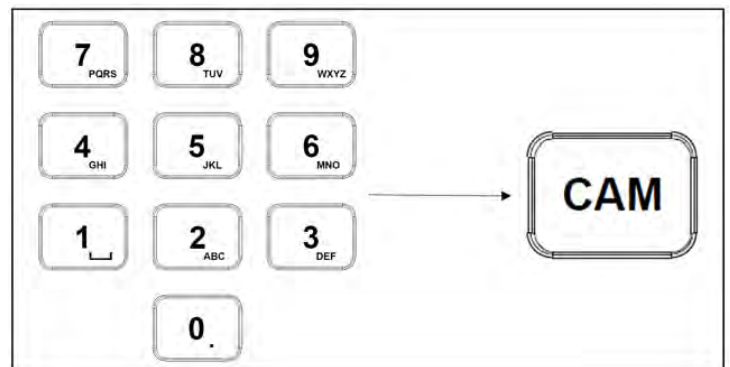 7 PQRS 8 TUV 9 WXYZ
4 GHI 5 JKL 6 MNO
CAM
1 2 ABC 3 DEF
0 .